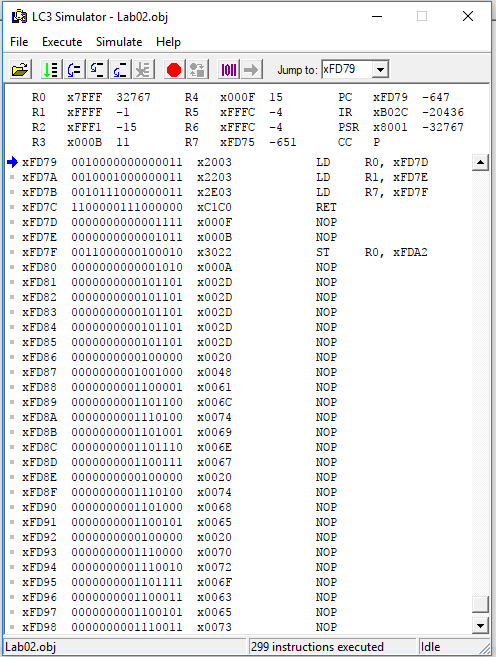 LC3 Simulator - Lab02.obj
File Execute Simulate Help
Jump to: xFD79
R0 x7FFF 32767 R4 x000F 15 PC xFD79 -647
R1 xFFFF -1 R5 xFFFC -4 IR xB02C -20436
R2 xFFF1 -15 R6 xFFFC -4 PSR x8001 -32767
R3 x000B 11 R7 xFD75 -651 CC P
xFD79 0010000000000011 x2003 LD R0, xFD7D
xFD7A 0010001000000011 x2203 LD R1, xFD7E
xFD7B 0010111000000011 x2E03 LD R7, xFD7F
xFD7C 1100000111000000 xC1C0 RET
xFD7D 0000000000001111 x000F NOP
xFD7E 0000000000001011 x000B NOP
xFD7F 0011000000100010 x3022 ST R0, xFDA2
xFD80 0000000000001010 x000A NOP
xFD81 0000000000101101 x002D NOP
xFD82 0000000000101101 x002D NOP
xFD83 0000000000101101 x002D NOP
xFD84 0000000000101101 x002D NOP
xFD85 0000000000101101 x002D NOP
xFD86 0000000000100000 x0020 NOP
xFD87 0000000001001000 x0048 NOP
xFD88 0000000001100001 x0061 NOP
xFD89 0000000001101100 x006C NOP
xFD8A 0000000001110100 x0074 NOP
xFD8B 0000000001101001 x0069 NOP
xFD8C 0000000001101110 x006E NOP
xFD8D 0000000001100111 x0067 NOP
xFD8E 0000000000100000 x0020 NOP
xFD8F 0000000001110100 x0074 NOP
xFD90 0000000001101000 x0068 NOP
xFD91 0000000001100101 x0065 NOP
xFD92 0000000000100000 x0020 NOP
xFD93 0000000001110000 x0070 NOP
xFD94 0000000001110010 x0072 NOP
xFD95 0000000001101111 x006F NOP
xFD96 0000000001100011 x0063 NOP
xFD97 0000000001100101 x0065 NOP
xFD98 0000000001110011 x0073 NOP
Lab02.obj 299 instructions executed Idle